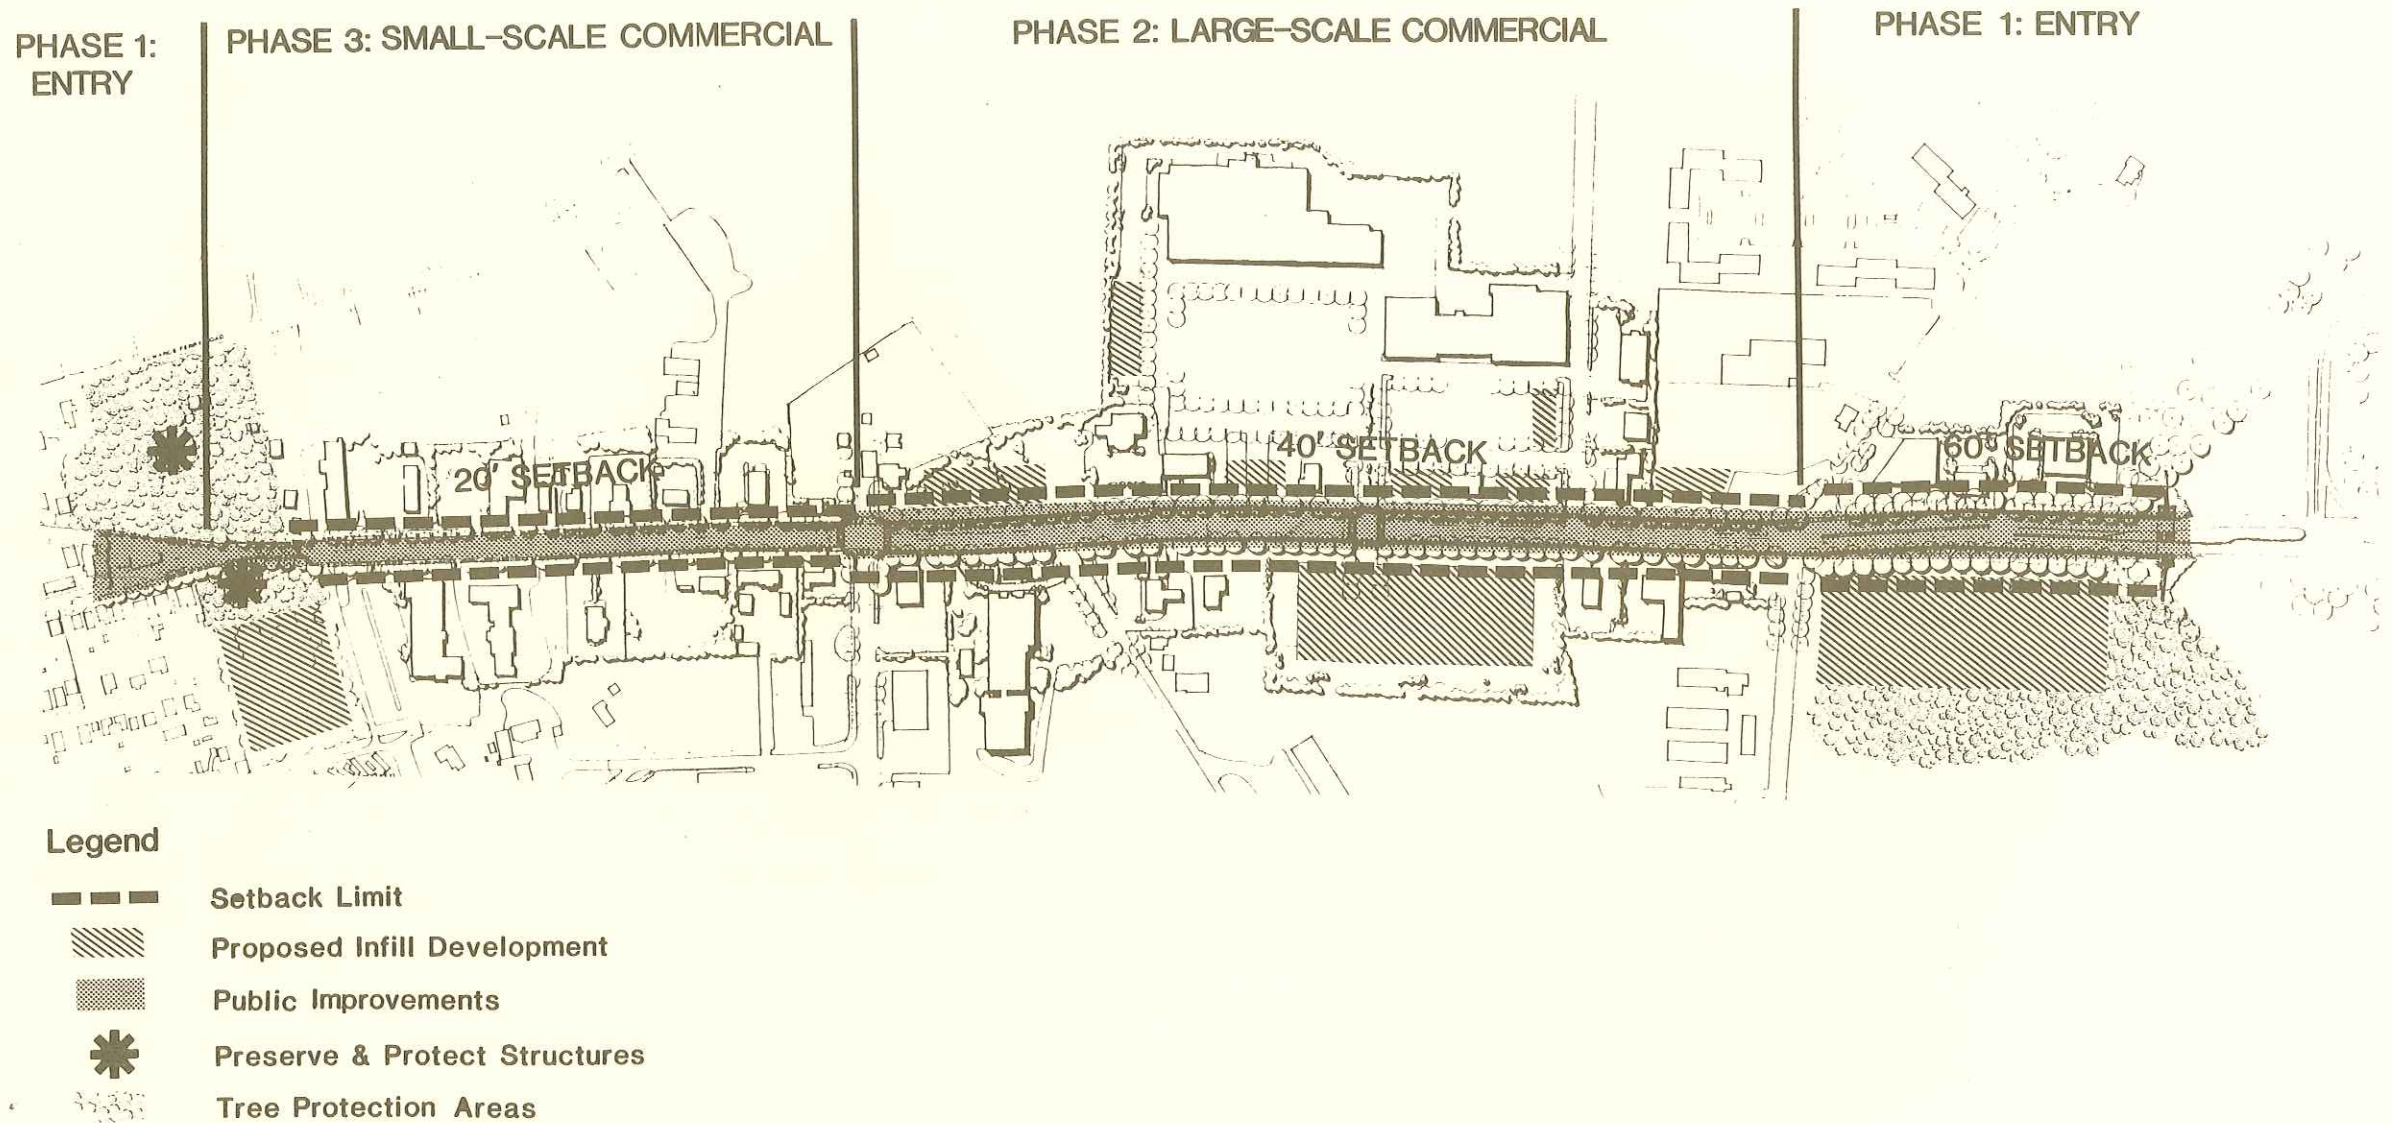 PHASE 1:
ENTRY
PHASE 3: SMALL-SCALE COMMERCIAL
PHASE 2: LARGE-SCALE COMMERCIAL
PHASE 1: ENTRY
20' SETBACK
40' SETBACK
60' SETBACK
Legend
Setback Limit
Proposed Infill Development
Public Improvements
Preserve & Protect Structures
Tree Protection Areas